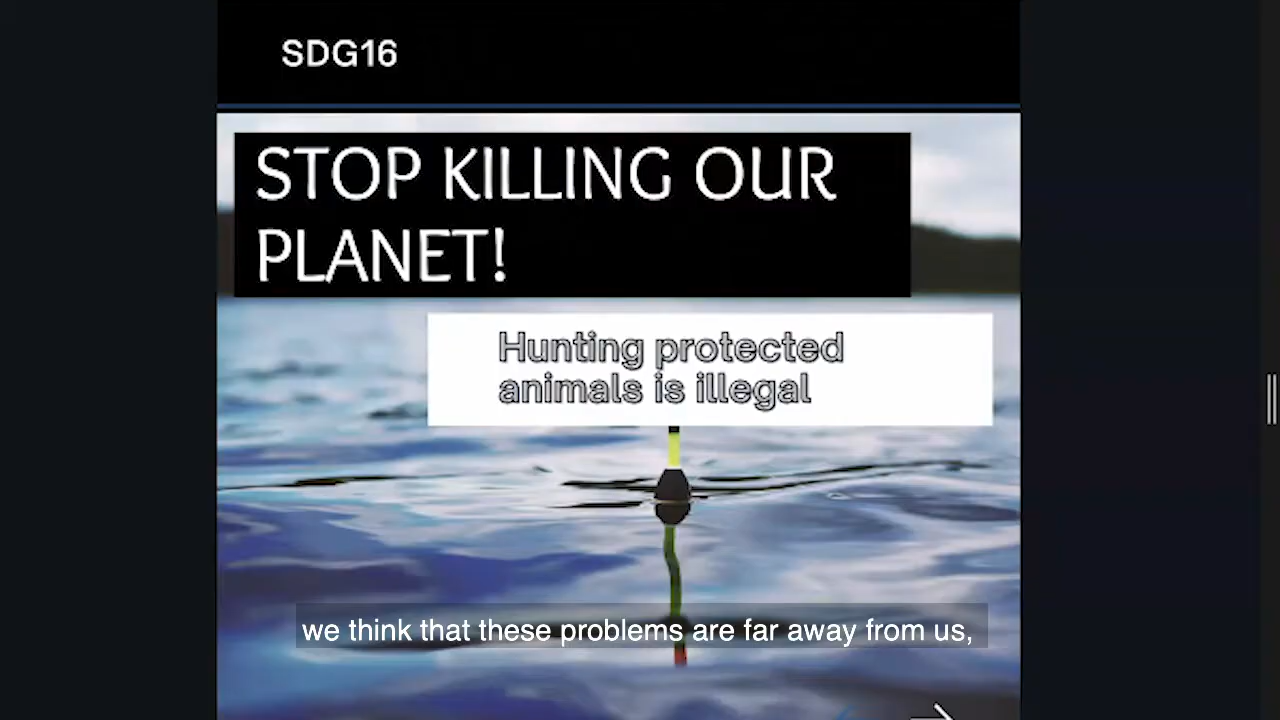 SDG16
STOP KILLING OUR
PLANET!
Hunting protected
animals is illegal
we think that these problems are far away from us,